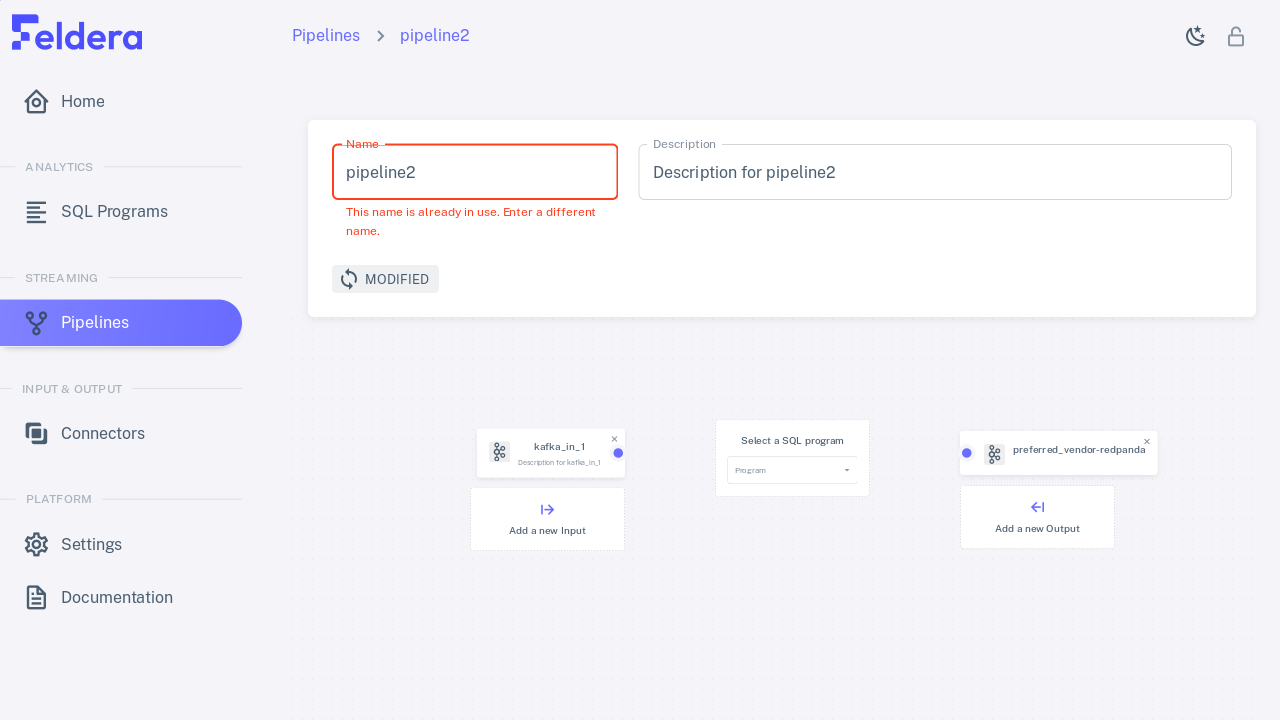 Feldera
Pipelines
pipeline2
Home
ANALYTICS
SQL Programs
STREAMING
Pipelines
INPUT & OUTPUT
Connectors
PLATFORM
Settings
Documentation
Name
pipeline2
This name is already in use. Enter a different
name.
Description
Description for pipeline2
MODIFIED
kafka_in_1
Description for kafka_in_1
Add a new Input
Select a SQL program
Program
preferred_vendor-redpanda
Add a new Output